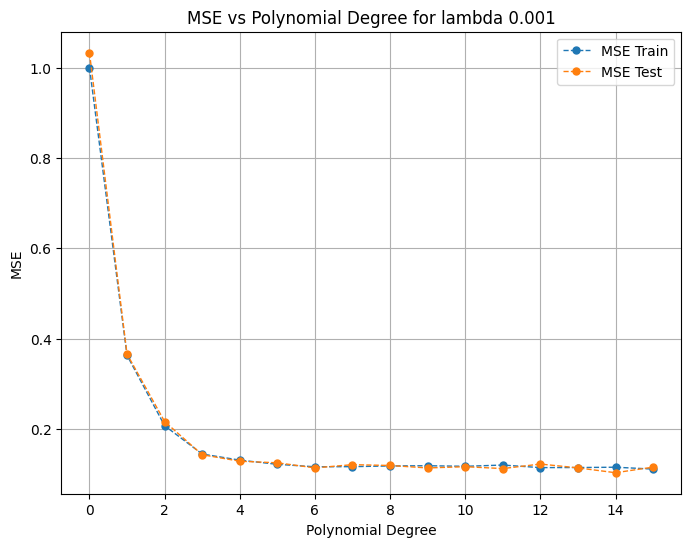 MSE vs Polynomial Degree for lambda 0.001
MSE Train
MSE Test
1.0
0.8
0.6
0.4
0.2
MSE
0 2 4 6 8 10 12 14
Polynomial Degree